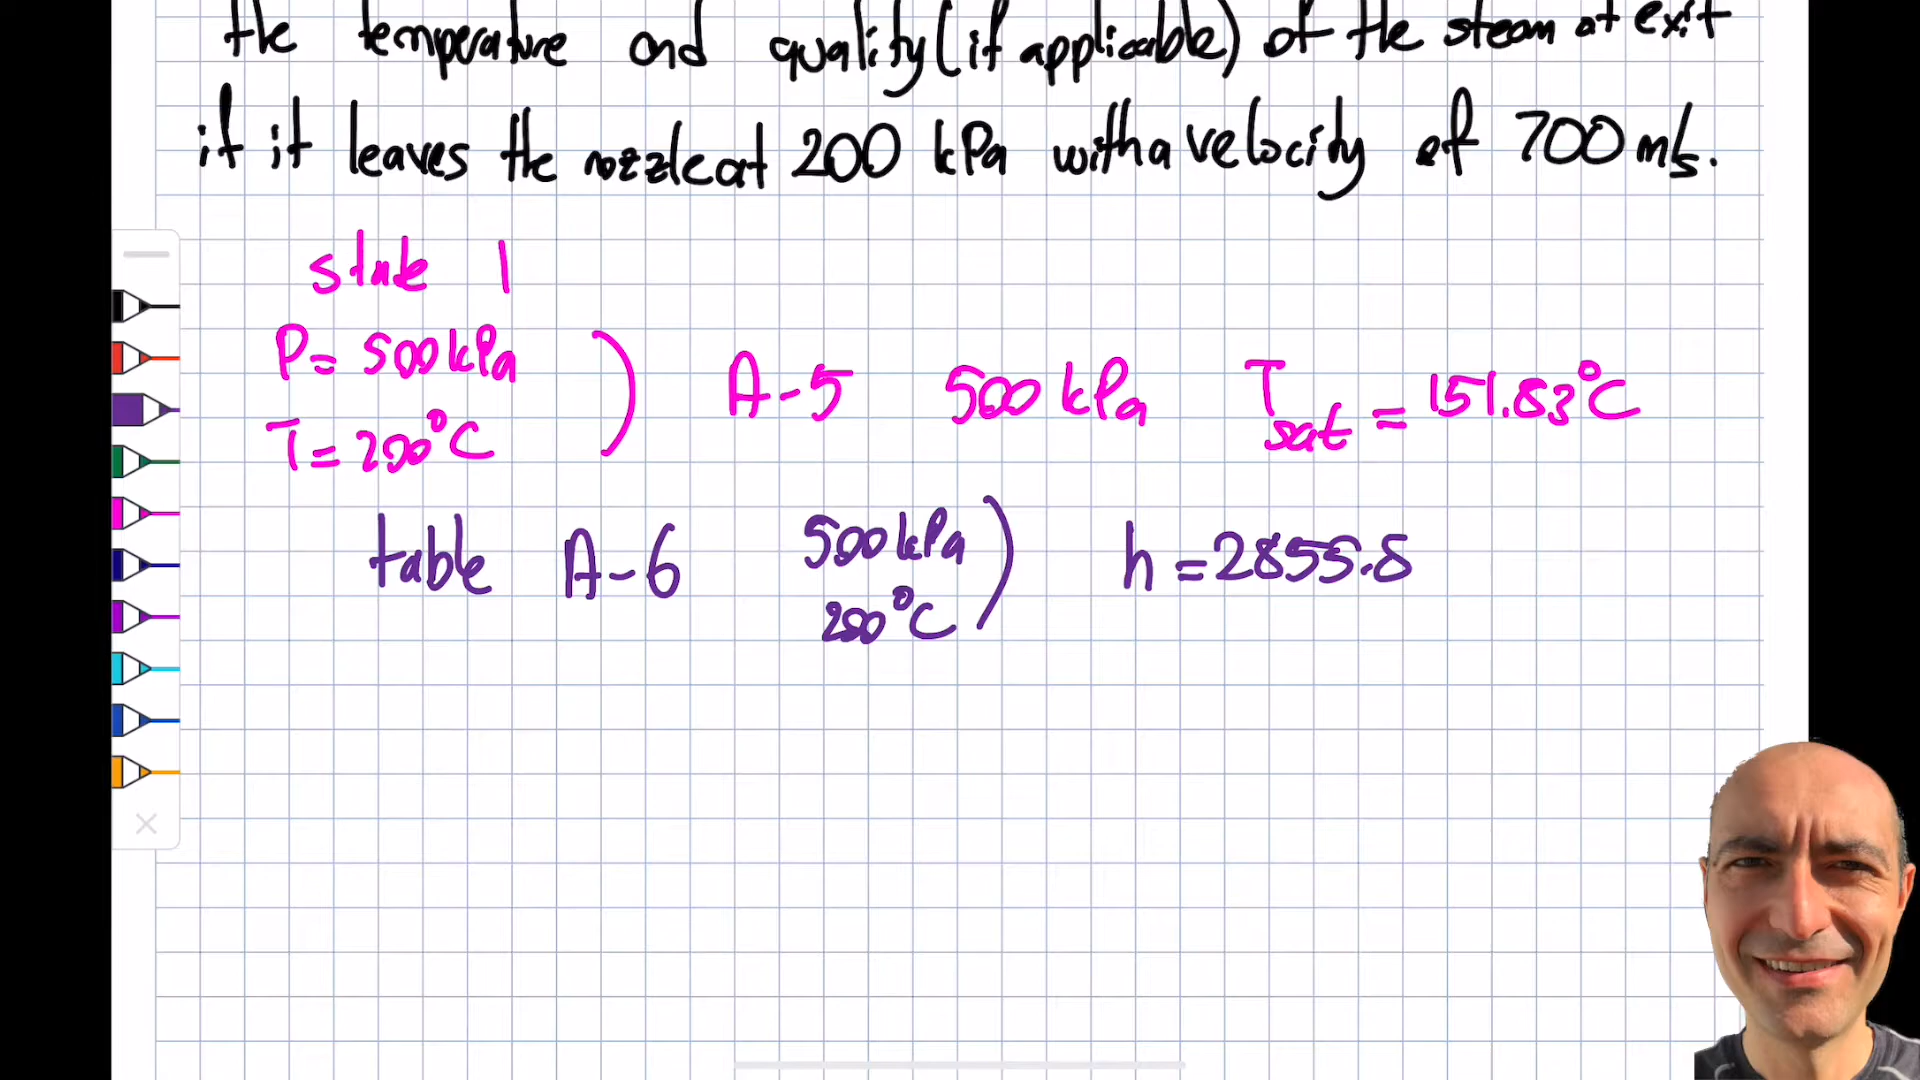 the temperature and quality (if applicable) of the steam at exit
if it leaves the nozzle at 200 kPa with a velocity of 700 m/s.
state 1
P = 500 kPa
T = 200°C
A-5 500 kPa Tsat = 151.83°C
table A-6 500 kPa
200°C
h = 2855.8